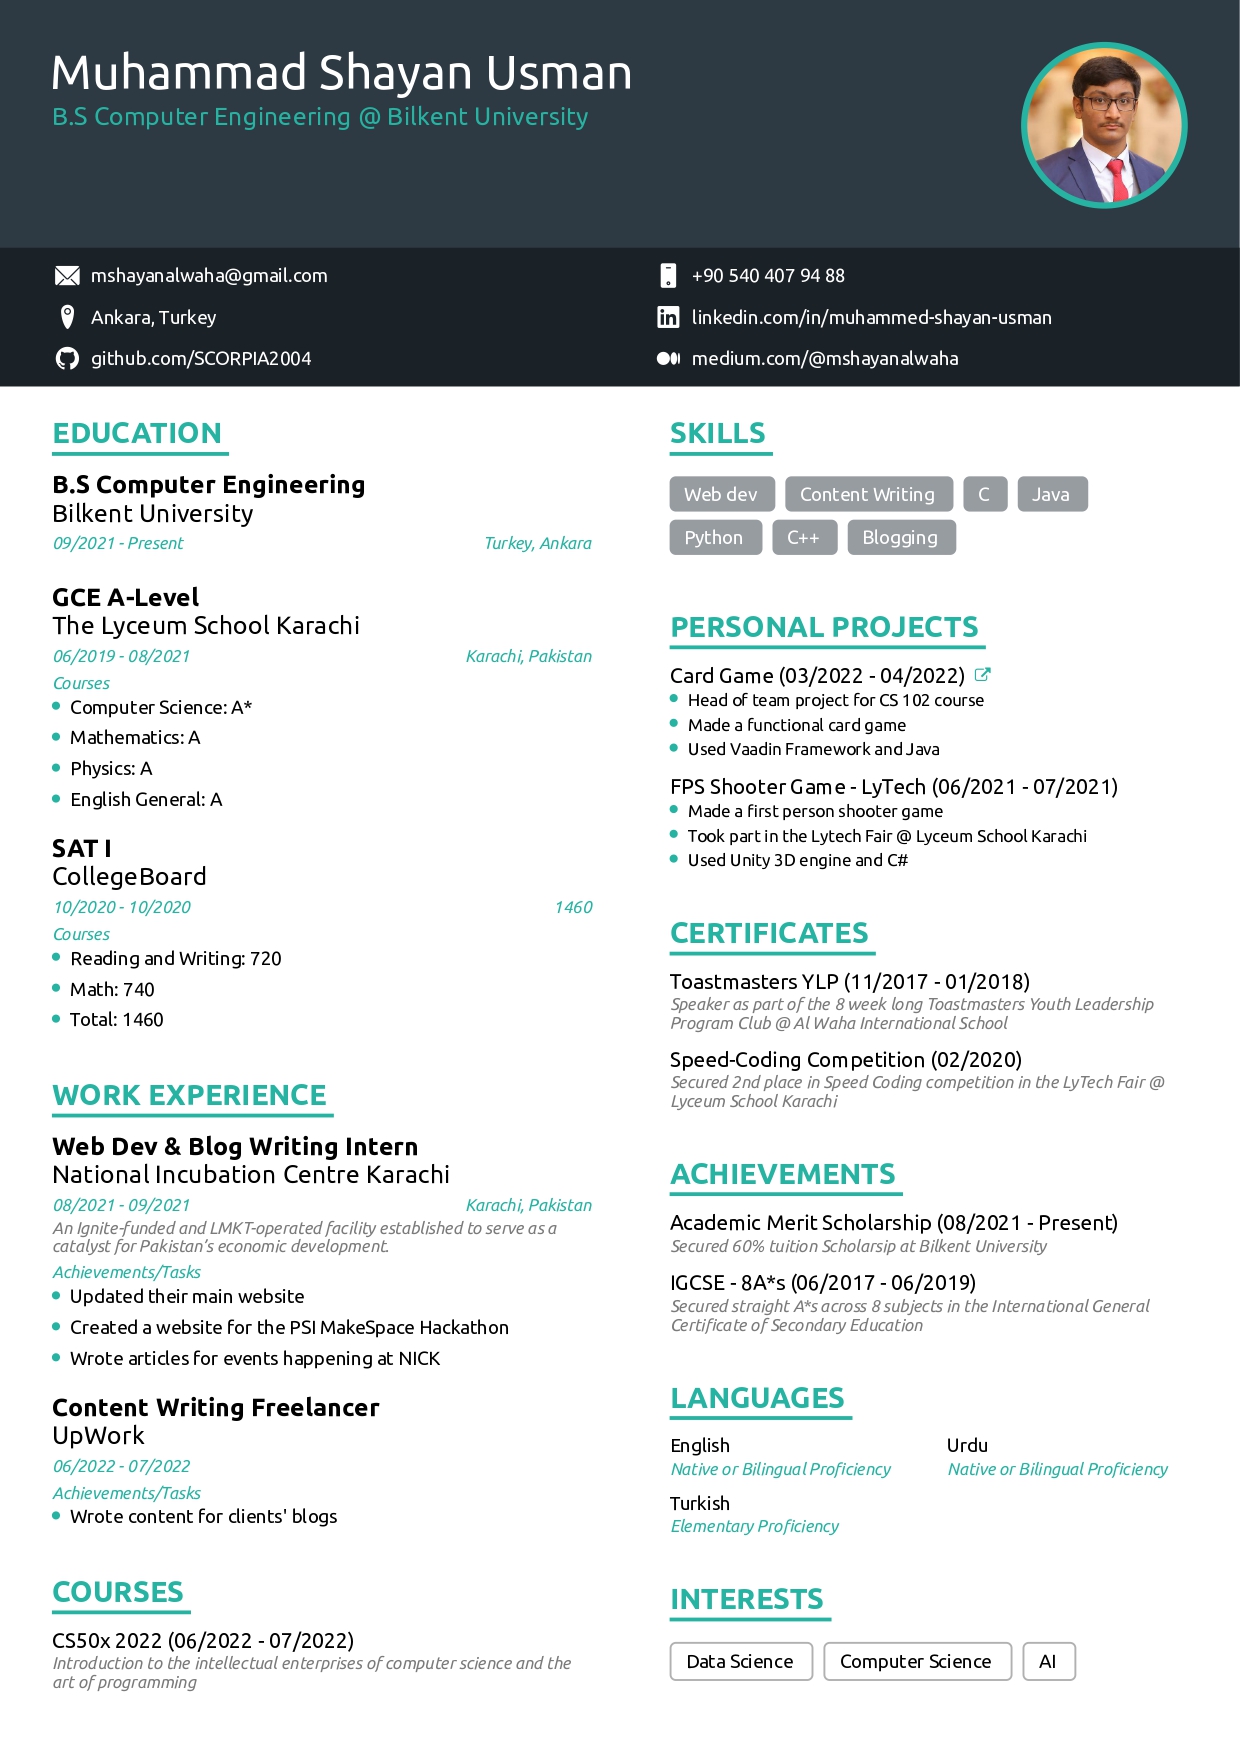 Muhammad Shayan Usman
B.S Computer Engineering @ Bilkent University
mshayanalwaha@gmail.com
+90 540 407 94 88
Ankara, Turkey
linkedin.com/in/muhammed-shayan-usman
github.com/SCORPIA2004
medium.com/@mshayanalwaha
EDUCATION
B.S Computer Engineering
Bilkent University
09/2021 - Present
Turkey, Ankara
GCE A-Level
The Lyceum School Karachi
06/2019 - 08/2021
Karachi, Pakistan
Courses
Computer Science: A*
Mathematics: A
Physics: A
English General: A
SAT I
CollegeBoard
10/2020 - 10/2020
1460
Courses
Reading and Writing: 720
Math: 740
Total: 1460
WORK EXPERIENCE
Web Dev & Blog Writing Intern
National Incubation Centre Karachi
08/2021 - 09/2021
Karachi, Pakistan
An Ignite-funded and LMKT-operated facility established to serve as a
catalyst for Pakistan's economic development.
Achievements/Tasks
Updated their main website
Created a website for the PSI MakeSpace Hackathon
Wrote articles for events happening at NICK
Content Writing Freelancer
UpWork
06/2022 - 07/2022
Achievements/Tasks
Wrote content for clients' blogs
COURSES
CS50x 2022 (06/2022 - 07/2022)
Introduction to the intellectual enterprises of computer science and the
art of programming
SKILLS
Web dev
Content Writing
C
Java
Python
C++
Blogging
PERSONAL PROJECTS
Card Game (03/2022 - 04/2022)
Head of team project for CS 102 course
Made a functional card game
Used Vaadin Framework and Java
FPS Shooter Game - LyTech (06/2021 - 07/2021)
Made a first person shooter game
Took part in the Lytech Fair @ Lyceum School Karachi
Used Unity 3D engine and C#
CERTIFICATES
Toastmasters YLP (11/2017 - 01/2018)
Speaker as part of the 8 week long Toastmasters Youth Leadership
Program Club @ Al Waha International School
Speed-Coding Competition (02/2020)
Secured 2nd place in Speed Coding competition in the LyTech Fair @
Lyceum School Karachi
ACHIEVEMENTS
Academic Merit Scholarship (08/2021 - Present)
Secured 60% tuition Scholarsip at Bilkent University
IGCSE - 8A*s (06/2017 - 06/2019)
Secured straight A*s across 8 subjects in the International General
Certificate of Secondary Education
LANGUAGES
English
Native or Bilingual Proficiency
Urdu
Native or Bilingual Proficiency
Turkish
Elementary Proficiency
INTERESTS
Data Science
Computer Science
AI